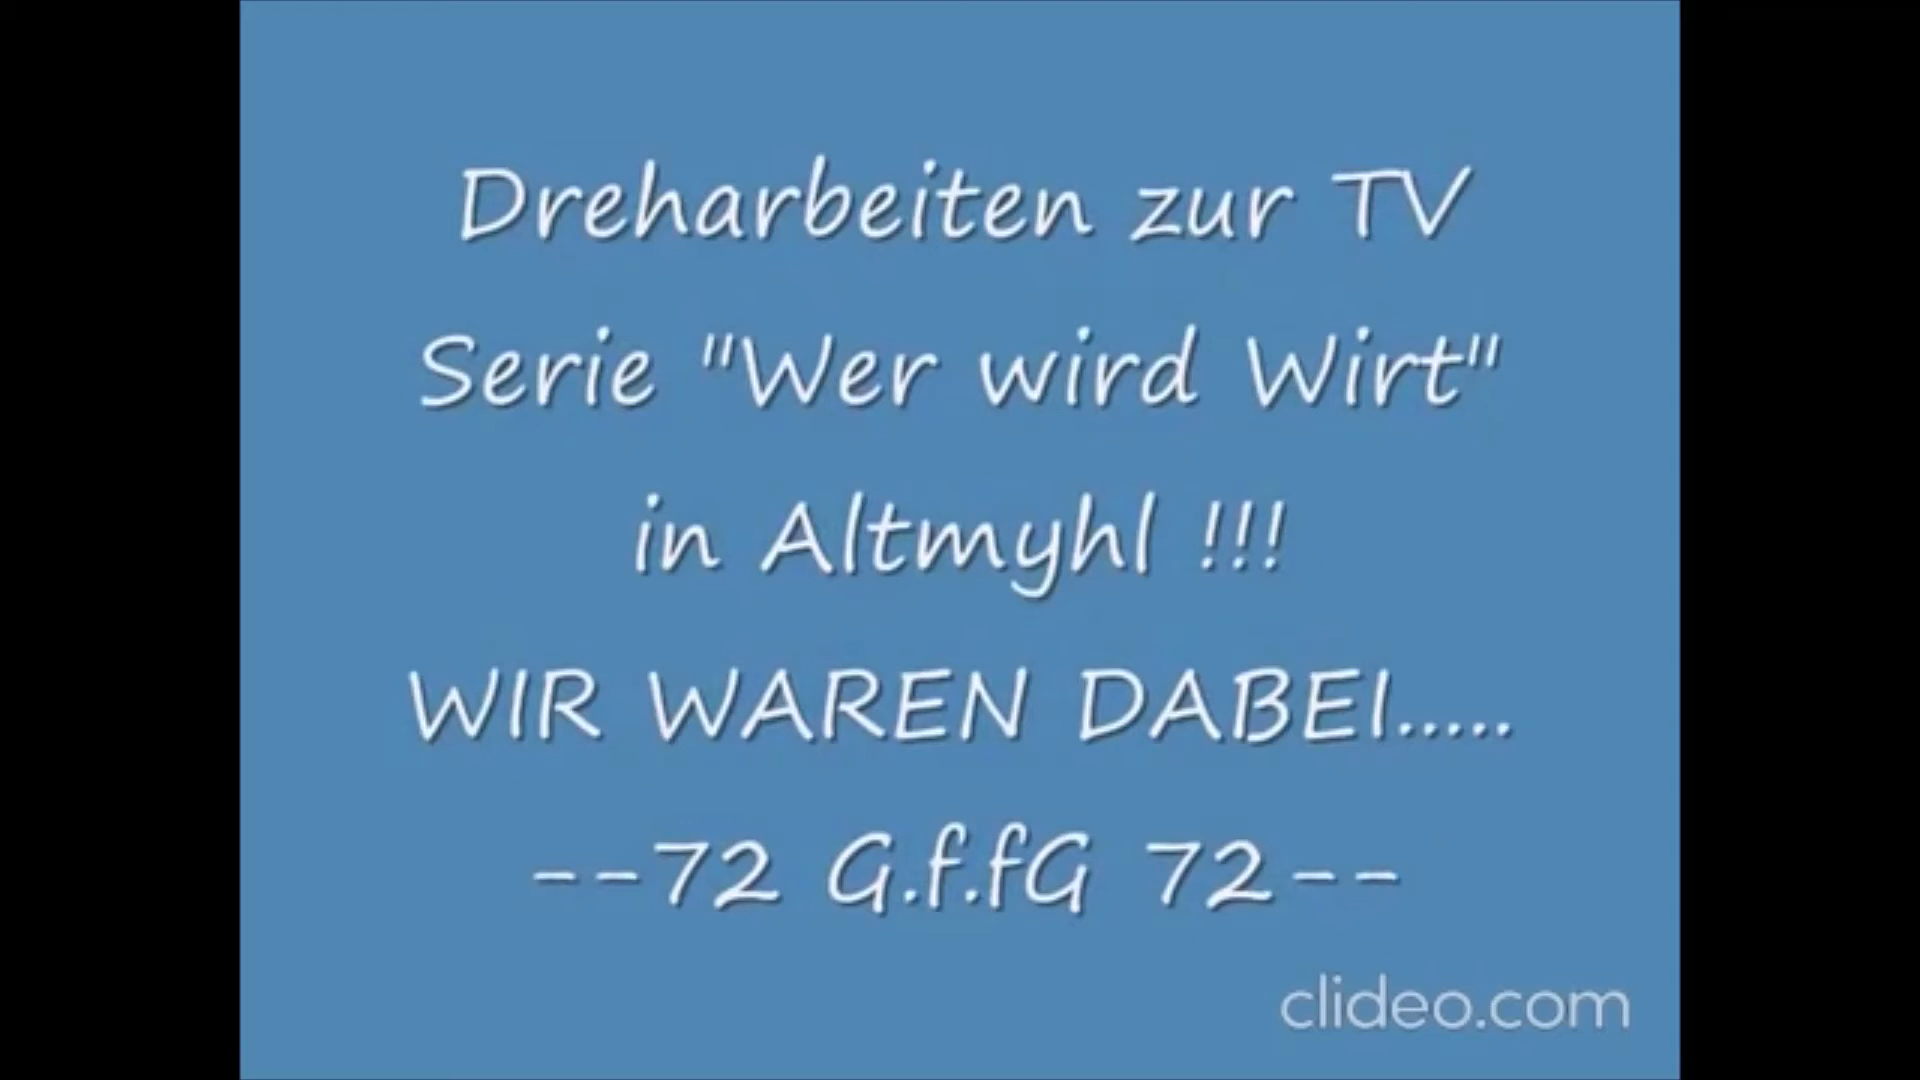 Dreharbeiten zur TV
Serie "Wer wird Wirt"
in Altmyhl !!!
WIR WAREN DABEI.....
--72 G.f.fG 72--
clideo.com